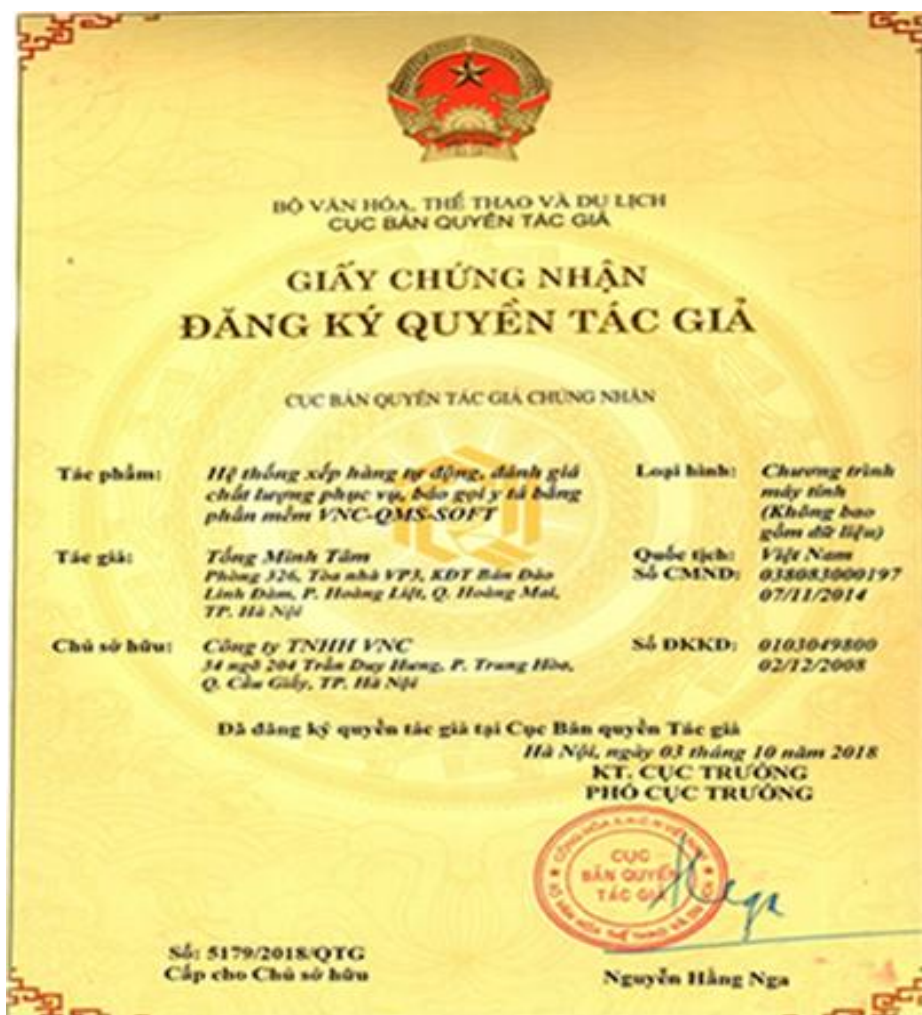 BỘ VĂN HÓA, THỂ THAO VÀ DU LỊCH
CỤC BẢN QUYỀN TÁC GIẢ
GIẤY CHỨNG NHẬN
ĐĂNG KÝ QUYỀN TÁC GIẢ
CỤC BẢN QUYỀN TÁC GIẢ CHỨNG NHẬN
Tác phẩm: Hệ thống xếp hàng tự động, đánh giá chất lượng phục vụ, báo gọi y tá bằng phần mềm VNC-QMS-SOFT
Loại hình: Chương trình máy tính (Không bao gồm dữ liệu)
Tác giả: Tống Minh Tâm
Phòng 326, Tòa nhà VP3, KĐT Bán Đảo
Linh Đàm, P. Hoàng Liệt, Q. Hoàng Mai,
TP. Hà Nội
Quốc tịch: Việt Nam
Số CMND: 038083000197
07/11/2014
Chủ sở hữu: Công ty TNHH VNC
34 ngõ 204 Trần Duy Hưng, P. Trung Hòa,
Q. Cầu Giấy, TP. Hà Nội
Số ĐKKD: 0103049800
02/12/2008
Đã đăng ký quyền tác giả tại Cục Bản quyền Tác giả
Hà Nội, ngày 03 tháng 10 năm 2018
KT. CỤC TRƯỞNG
PHÓ CỤC TRƯỞNG
CỤC
BẢN QUYỀN
TÁC GIẢ
Số: 5179/2018/QTG
Cấp cho Chủ sở hữu
Nguyễn Hằng Nga